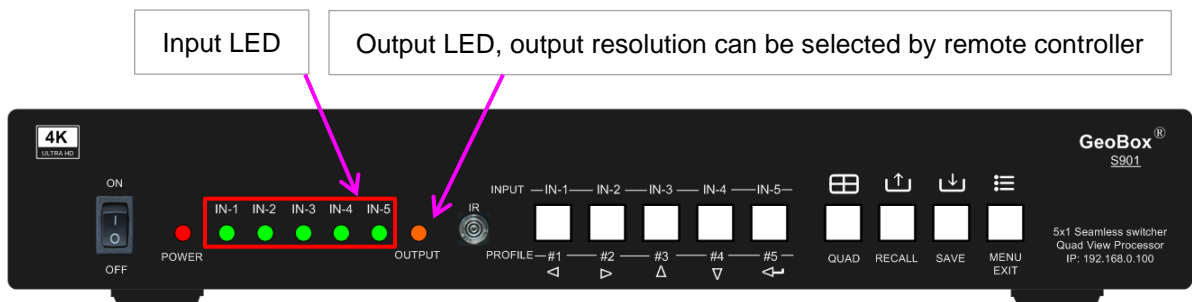 Input LED
Output LED, output resolution can be selected by remote controller
4K
ULTRA HD
GeoBox®
S901
ON
OFF
POWER
IN-1 IN-2 IN-3 IN-4 IN-5
OUTPUT
IR
INPUT IN-1 IN-2 IN-3 IN-4 IN-5
PROFILE #1 #2 #3 #4 #5
QUAD RECALL SAVE MENU
EXIT
5x1 Seamless switcher
Quad View Processor
IP: 192.168.0.100